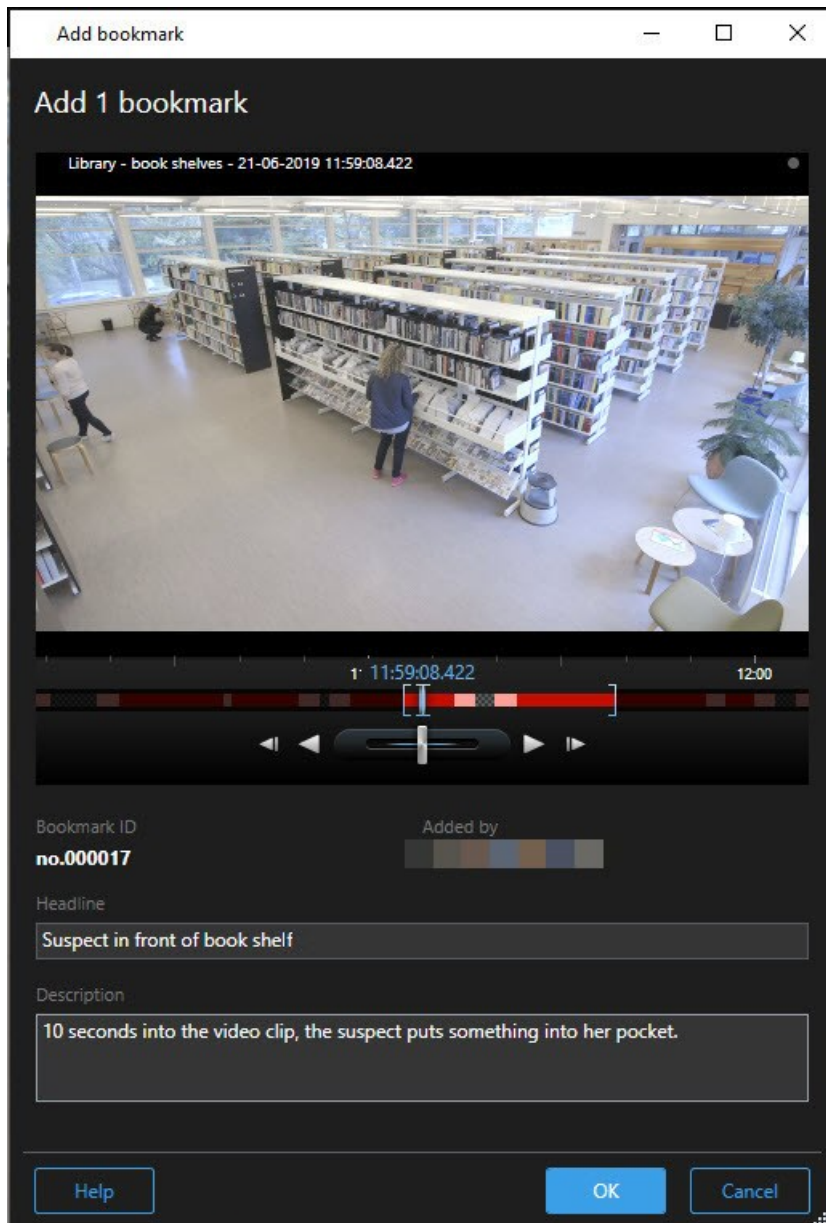 Add bookmark
Add 1 bookmark
Library - book shelves - 21-06-2019 11:59:08.422
11:59:08.422
12:00
Bookmark ID
Added by
no.000017
Headline
Suspect in front of book shelf
Description
10 seconds into the video clip, the suspect puts something into her pocket.
Help
OK
Cancel